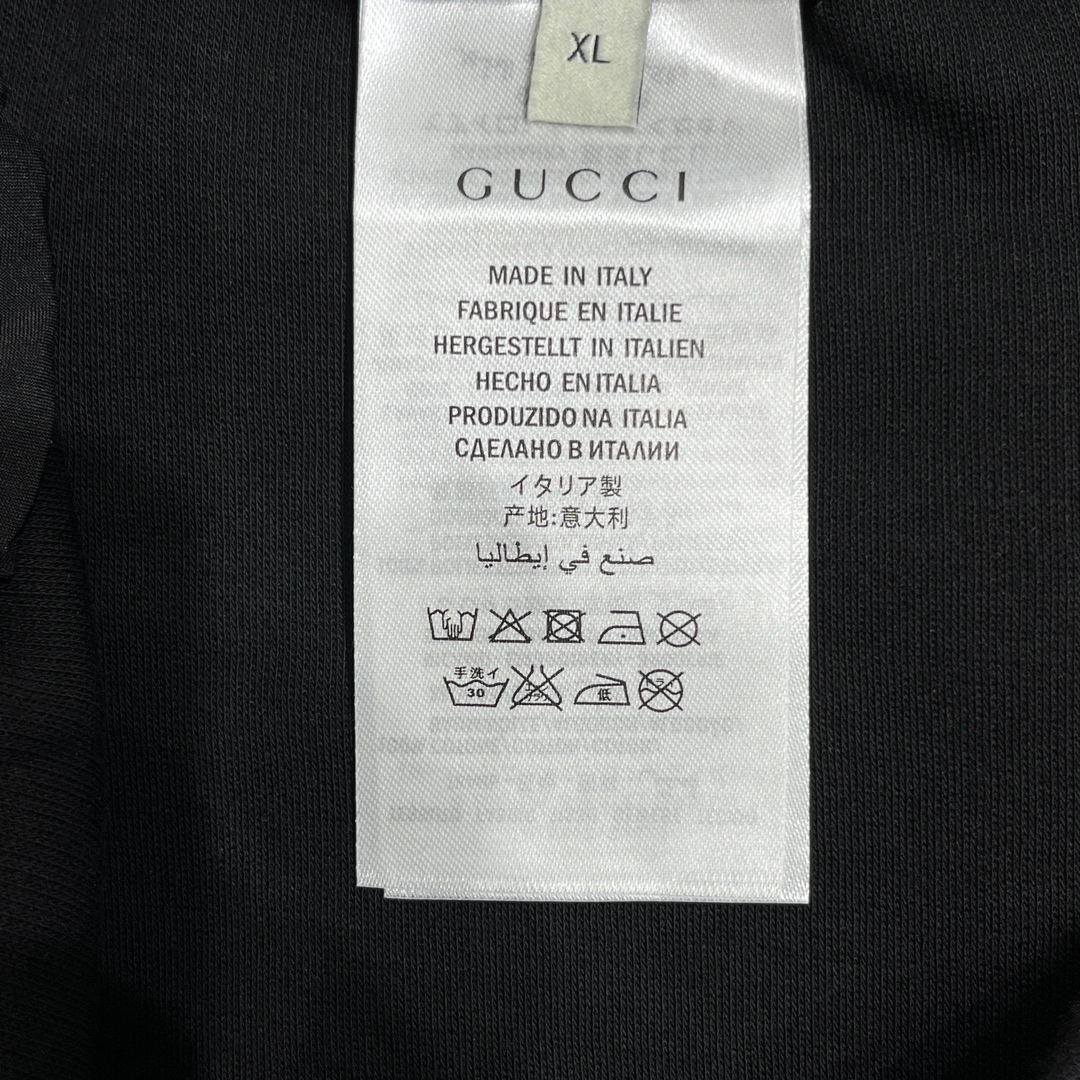 XL
GUCCI
MADE IN ITALY
FABRIQUE EN ITALIE
HERGESTELLT IN ITALIEN
HECHO EN ITALIA
PRODUZIDO NA ITALIA
СДЕЛАНО В ИТАЛИИ
イタリア製
产地:意大利
صنع في إيطاليا
手洗イ
30
低